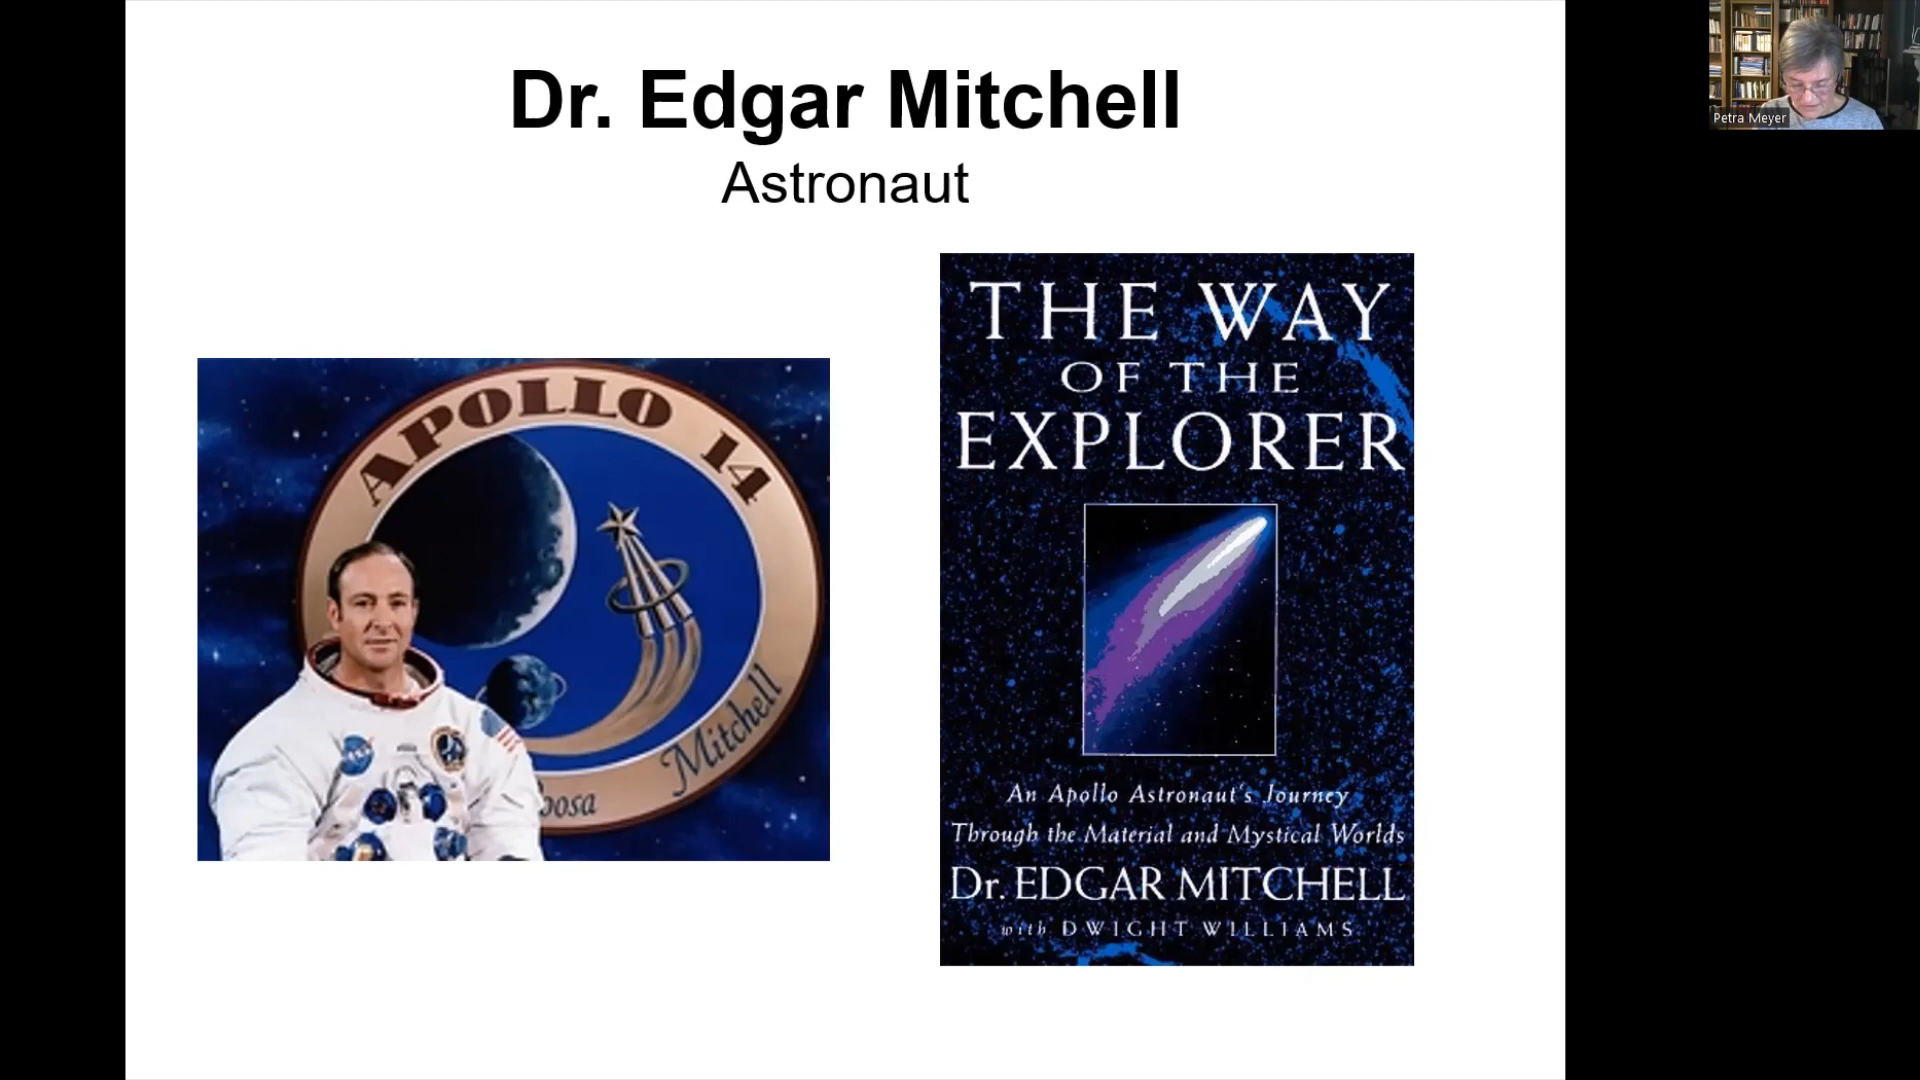 Dr. Edgar Mitchell
Astronaut
APOLLO 14
Mitchell
THE WAY
OF THE
EXPLORER
An Apollo Astronaut's Journey
Through the Material and Mystical Worlds
Dr. EDGAR MITCHELL
with DWIGHT WILLIAMS
Petra Meyer